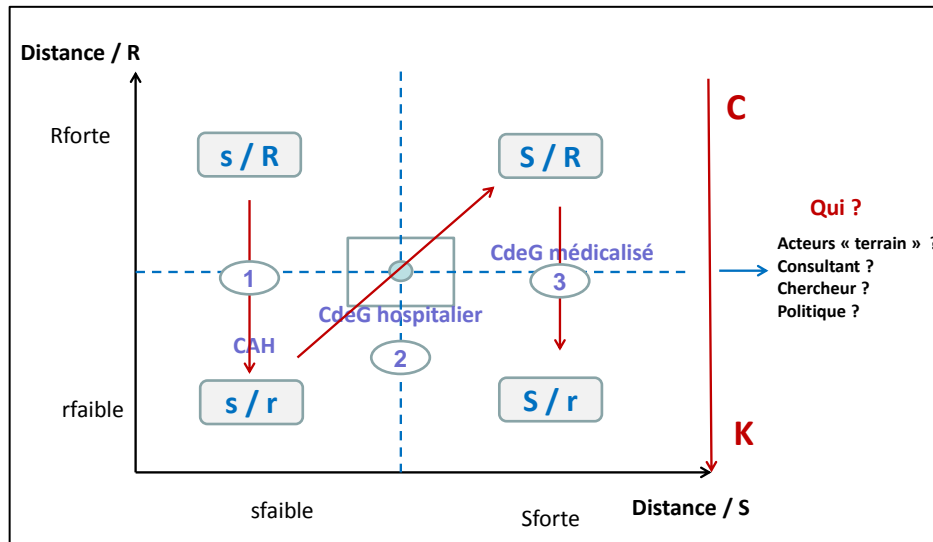 Distance / R
C
Rforte
s / R
S / R
Qui ?
Acteurs « terrain » ?
Consultant ?
Chercheur ?
Politique ?
CdeG médicalisé
1
3
CdeG hospitalier
CAH
2
rfaible
s / r
S / r
K
sfaible
Sforte
Distance / S